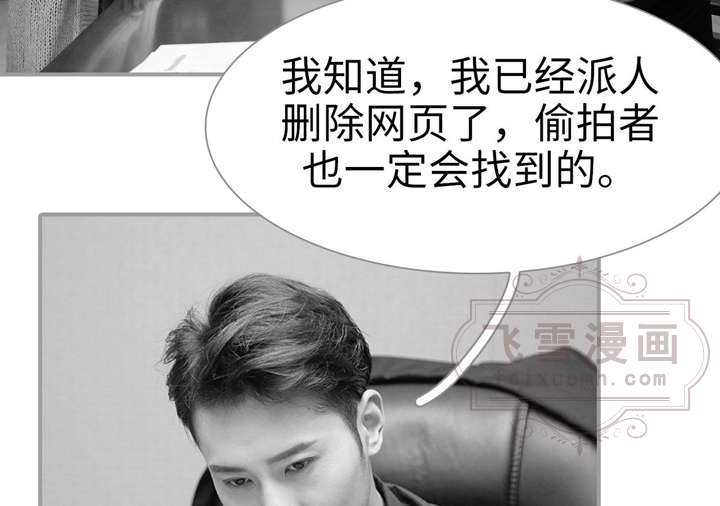 我知道，我已经派人
删除网页了，偷拍者
也一定会找到的。
飞雪漫画